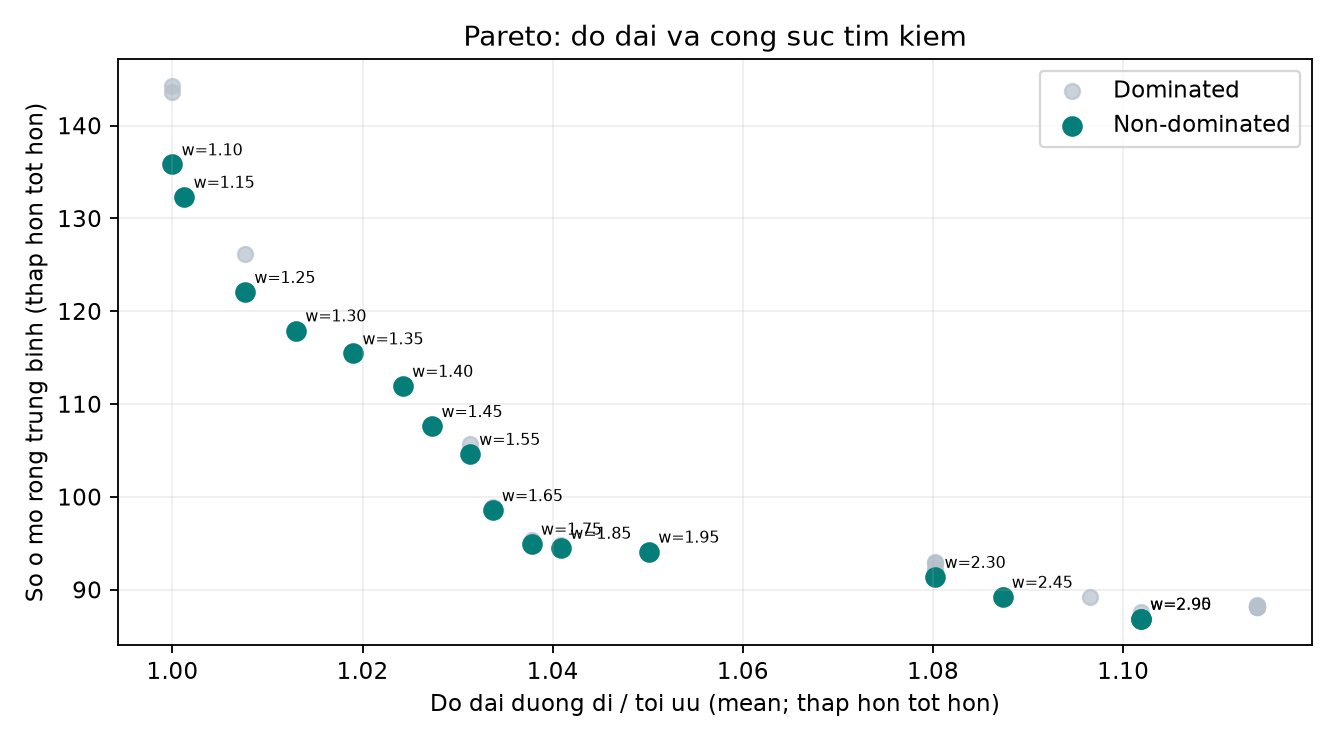 Pareto: do dai va cong suc tim kiem
Dominated
Non-dominated
So o mo rong trung binh (thap hon tot hon)
140
130
120
110
100
90
w=1.10
w=1.15
w=1.25
w=1.30
w=1.35
w=1.40
w=1.45
w=1.55
w=1.65
w=1.75
w=1.85
w=1.95
w=2.30
w=2.45
1.00
1.02
1.04
1.06
1.08
1.10
Do dai duong di / toi uu (mean; thap hon tot hon)